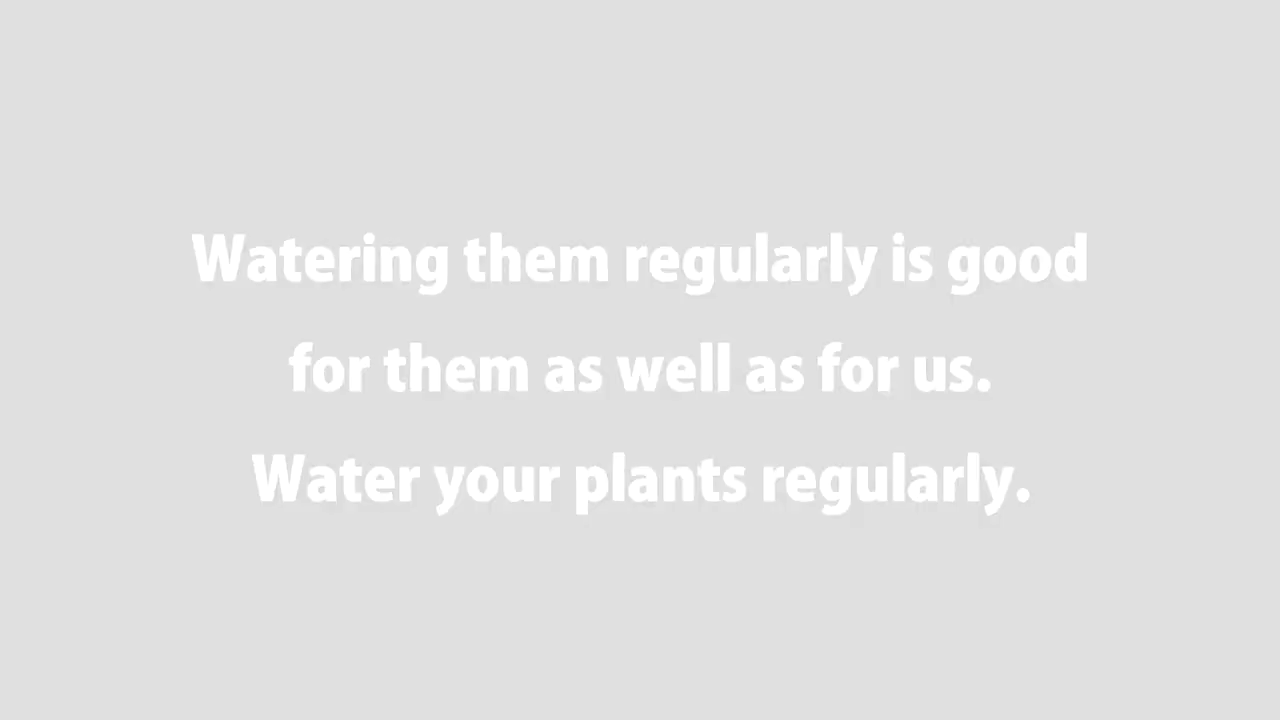 Watering them regularly is good
for them as well as for us.
Water your plants regularly.